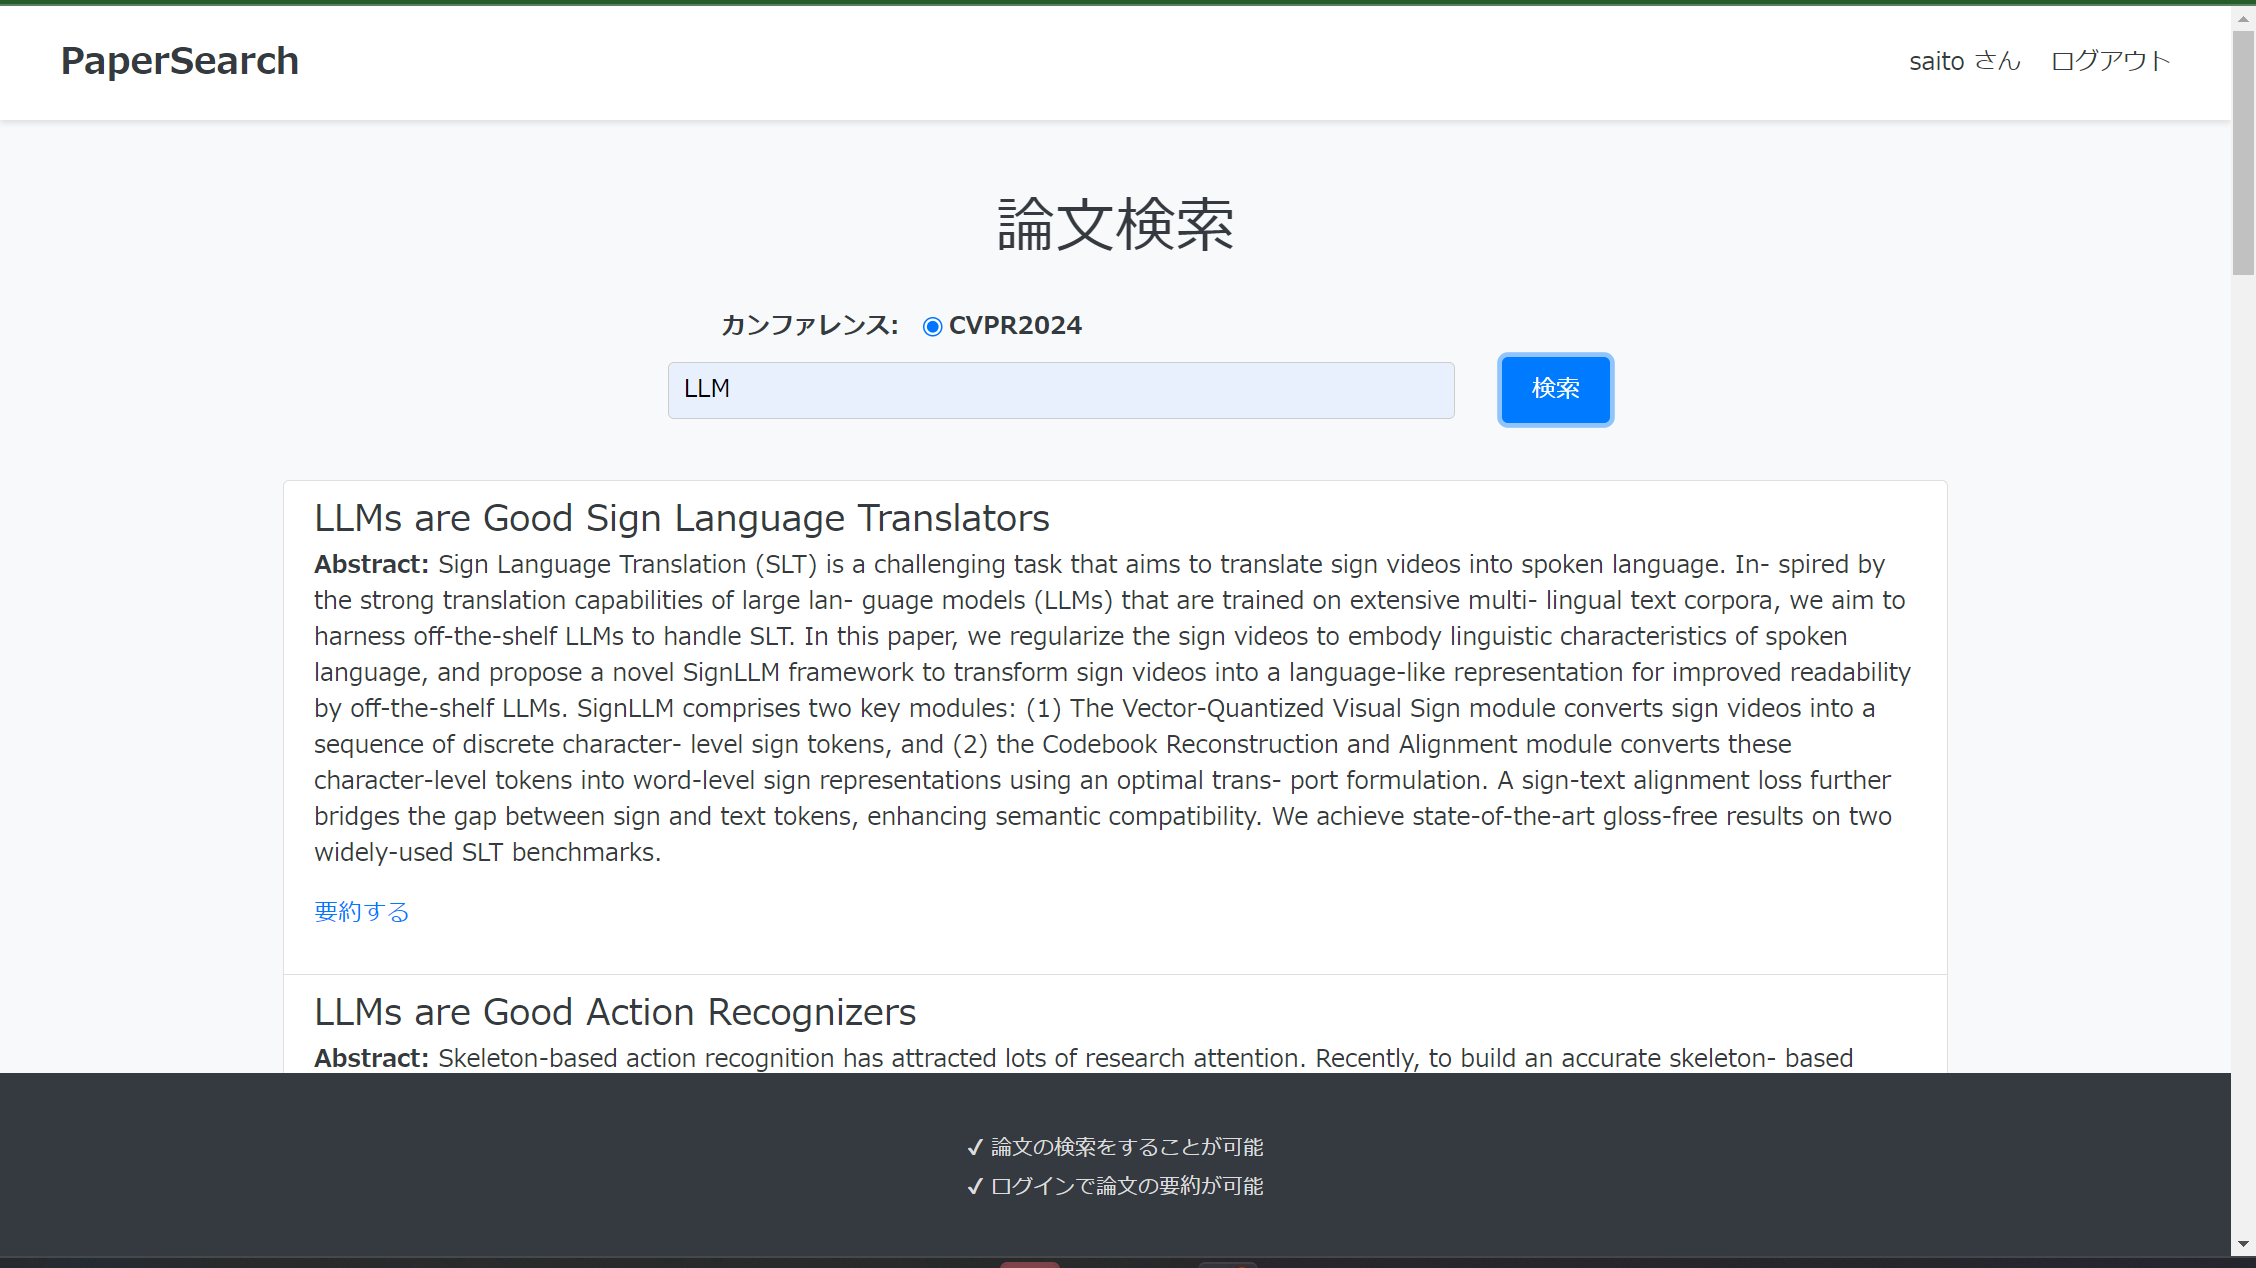 PaperSearch
saito さん ログアウト
論文検索
カンファレンス: CVPR2024
LLM
検索
LLMs are Good Sign Language Translators
Abstract: Sign Language Translation (SLT) is a challenging task that aims to translate sign videos into spoken language. In- spired by
the strong translation capabilities of large lan- guage models (LLMs) that are trained on extensive multi- lingual text corpora, we aim to
harness off-the-shelf LLMs to handle SLT. In this paper, we regularize the sign videos to embody linguistic characteristics of spoken
language, and propose a novel SignLLM framework to transform sign videos into a language-like representation for improved readability
by off-the-shelf LLMs. SignLLM comprises two key modules: (1) The Vector-Quantized Visual Sign module converts sign videos into a
sequence of discrete character- level sign tokens, and (2) the Codebook Reconstruction and Alignment module converts these
character-level tokens into word-level sign representations using an optimal trans- port formulation. A sign-text alignment loss further
bridges the gap between sign and text tokens, enhancing semantic compatibility. We achieve state-of-the-art gloss-free results on two
widely-used SLT benchmarks.
要約する
LLMs are Good Action Recognizers
Abstract: Skeleton-based action recognition has attracted lots of research attention. Recently, to build an accurate skeleton- based
✓ 論文の検索をすることが可能
✓ ログインで論文の要約が可能